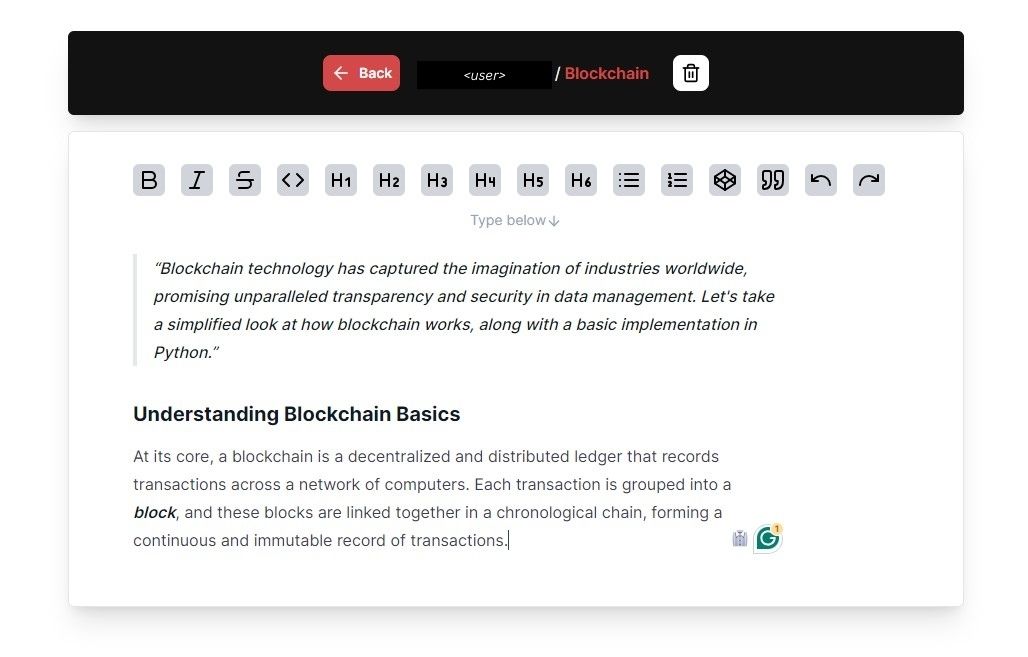 Back <user> / Blockchain
B I S <> H1 H2 H3 H4 H5 H6
Type below↓
“Blockchain technology has captured the imagination of industries worldwide,
promising unparalleled transparency and security in data management. Let's take
a simplified look at how blockchain works, along with a basic implementation in
Python.”
Understanding Blockchain Basics
At its core, a blockchain is a decentralized and distributed ledger that records
transactions across a network of computers. Each transaction is grouped into a
block, and these blocks are linked together in a chronological chain, forming a
continuous and immutable record of transactions.
G 1